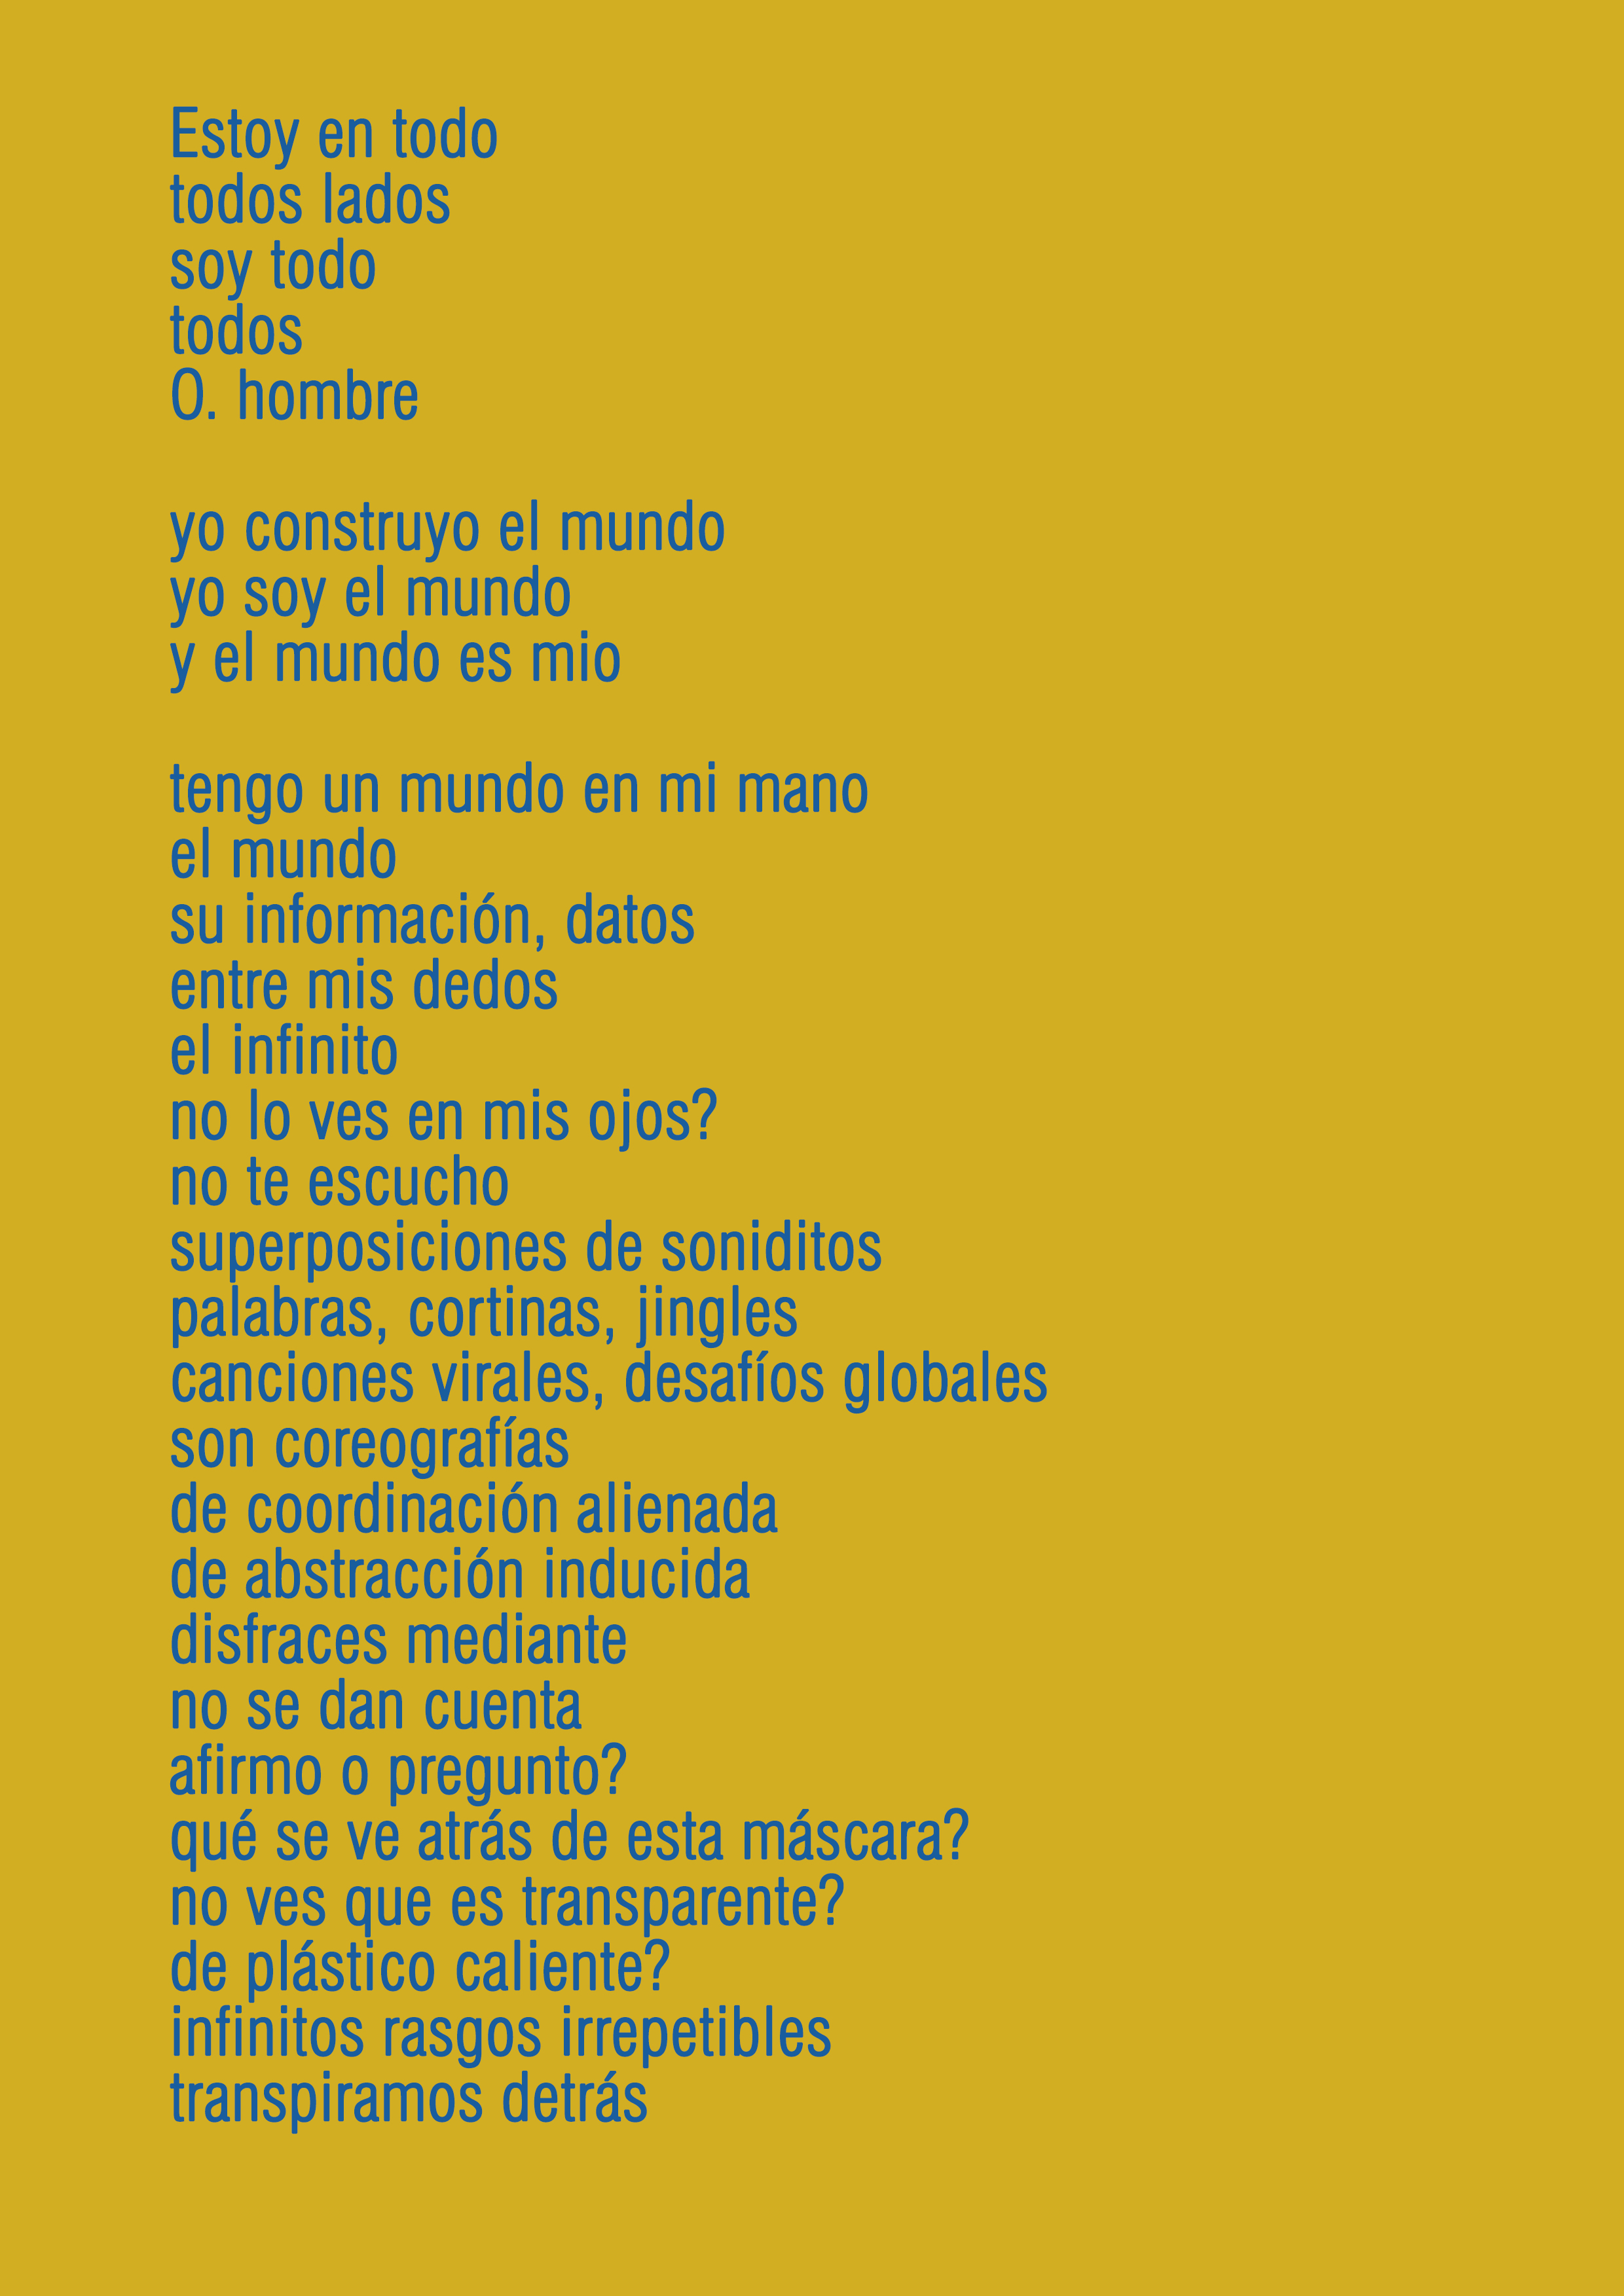 Estoy en todo
todos lados
soy todo
todos
O. hombre
yo construyo el mundo
yo soy el mundo
y el mundo es mio
tengo un mundo en mi mano
el mundo
su información, datos
entre mis dedos
el infinito
no lo ves en mis ojos?
no te escucho
superposiciones de soniditos
palabras, cortinas, jingles
canciones virales, desafíos globales
son coreografías
de coordinación alienada
de abstracción inducida
disfraces mediante
no se dan cuenta
afirmo o pregunto?
qué se ve atrás de esta máscara?
no ves que es transparente?
de plástico caliente?
infinitos rasgos irrepetibles
transpiramos detrás